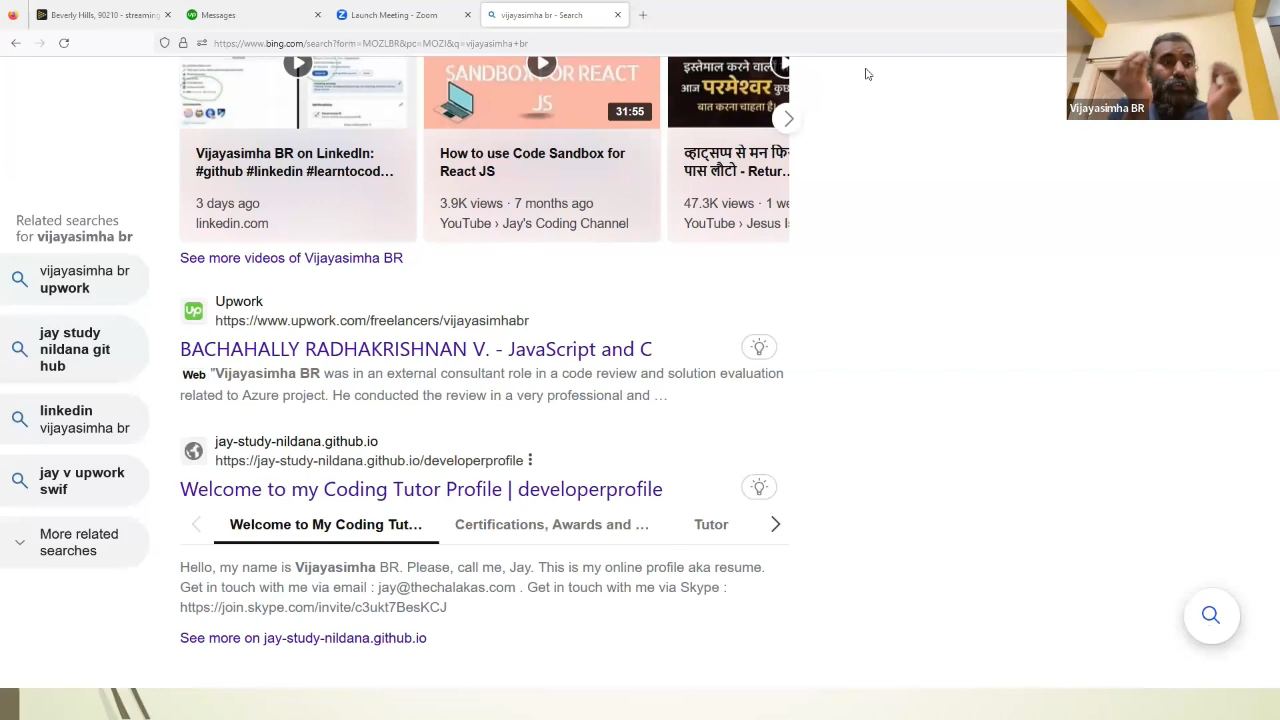 Beverly Hills, 90210 - streaming
Messages
Launch Meeting - Zoom
vijayasimha br - Search
https://www.bing.com/search?form=MOZLBR&pc=MOZI&q=vijayasimha+br
Vijayasimha BR
SANDBOX FOR REACT
JS
31:55
इस्तेमाल करने वाले
आज परमेश्वर कुछ
बात करना चाहता है
Vijayasimha BR on LinkedIn:
#github #linkedin #learntocod...
3 days ago
linkedin.com
How to use Code Sandbox for
React JS
3.9K views · 7 months ago
YouTube › Jay's Coding Channel
व्हाट्सप्प से मन फि
पास लौटो - Retur...
47.3K views · 1 we
YouTube › Jesus I
See more videos of Vijayasimha BR
Related searches
for vijayasimha br
vijayasimha br
upwork
jay study
nildana git
hub
linkedin
vijayasimha br
jay v upwork
swif
More related
searches
Upwork
https://www.upwork.com/freelancers/vijayasimhabr
BACHAHALLY RADHAKRISHNAN V. - JavaScript and C
Web "Vijayasimha BR was in an external consultant role in a code review and solution evaluation
related to Azure project. He conducted the review in a very professional and …
jay-study-nildana.github.io
https://jay-study-nildana.github.io/developerprofile
Welcome to my Coding Tutor Profile | developerprofile
Welcome to My Coding Tut...
Certifications, Awards and ...
Tutor
Hello, my name is Vijayasimha BR. Please, call me, Jay. This is my online profile aka resume.
Get in touch with me via email : jay@thechalakas.com . Get in touch with me via Skype :
https://join.skype.com/invite/c3ukt7BesKCJ
See more on jay-study-nildana.github.io